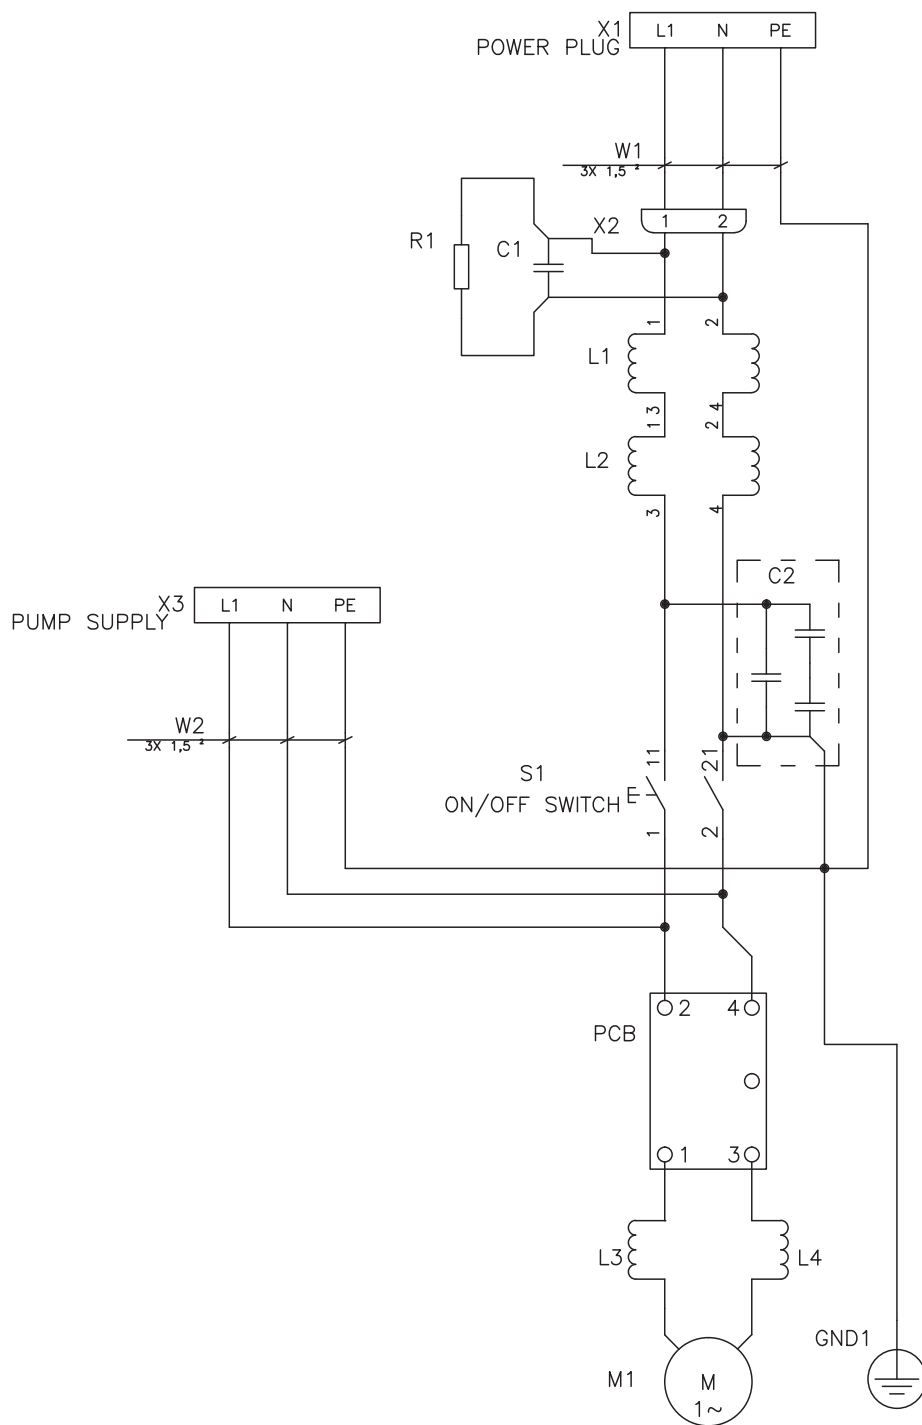 X1 L1 N PE
POWER PLUG
W1
3X 1,5 ²
1 2
X2
R1
C1
1 2
L1
3 4
1 2
L2
3 4
C2
X3 L1 N PE
PUMP SUPPLY
W2
3X 1,5 ²
11 21
S1
ON/OFF SWITCH
1 2
2 4
PCB
1 3
L3 L4
GND1
M1 M
1~